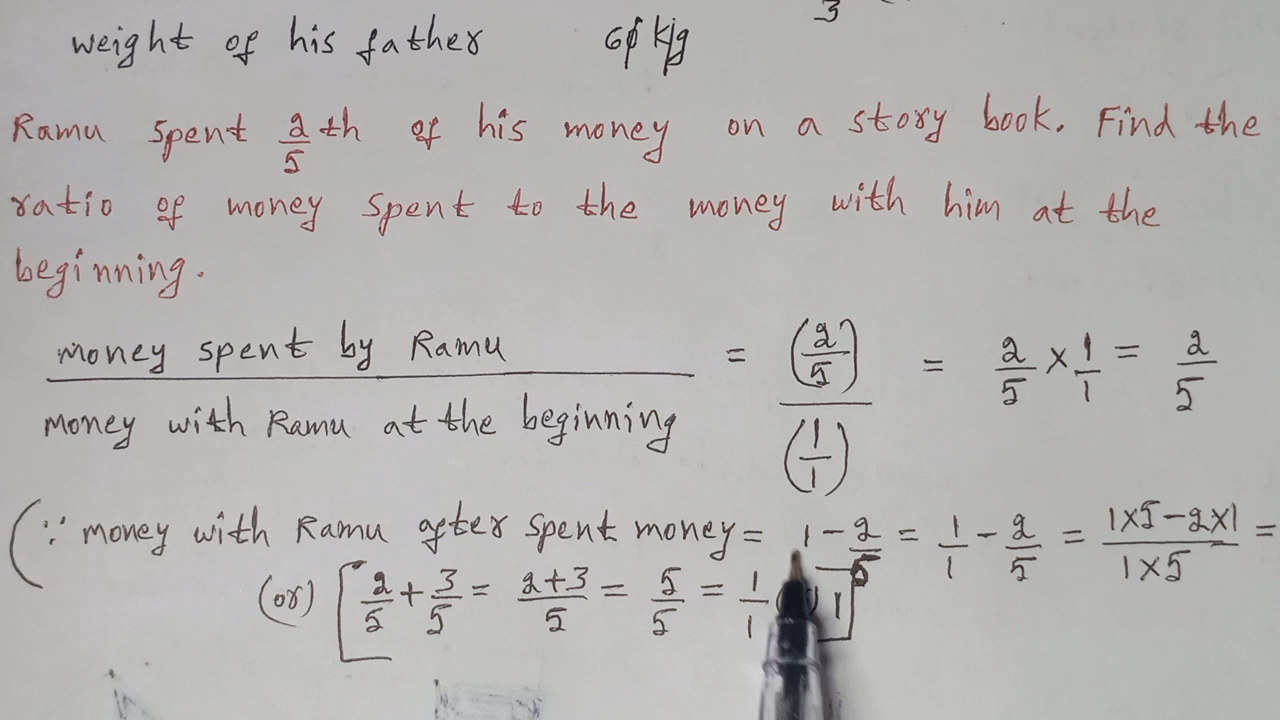 3
weight of his father 60 kg
Ramu spent 2/5 th of his money on a story book. Find the
ratio of money spent to the money with him at the
beginning.
money spent by Ramu / money with Ramu at the beginning = (2/5) / (1/1) = 2/5 × 1/1 = 2/5
(∵ money with Ramu after spent money = 1 - 2/5 = 1/1 - 2/5 = 1×5-2×1 / 1×5 =
(or) [2/5 + 3/5 = 2+3/5 = 5/5 = 1/1 1]